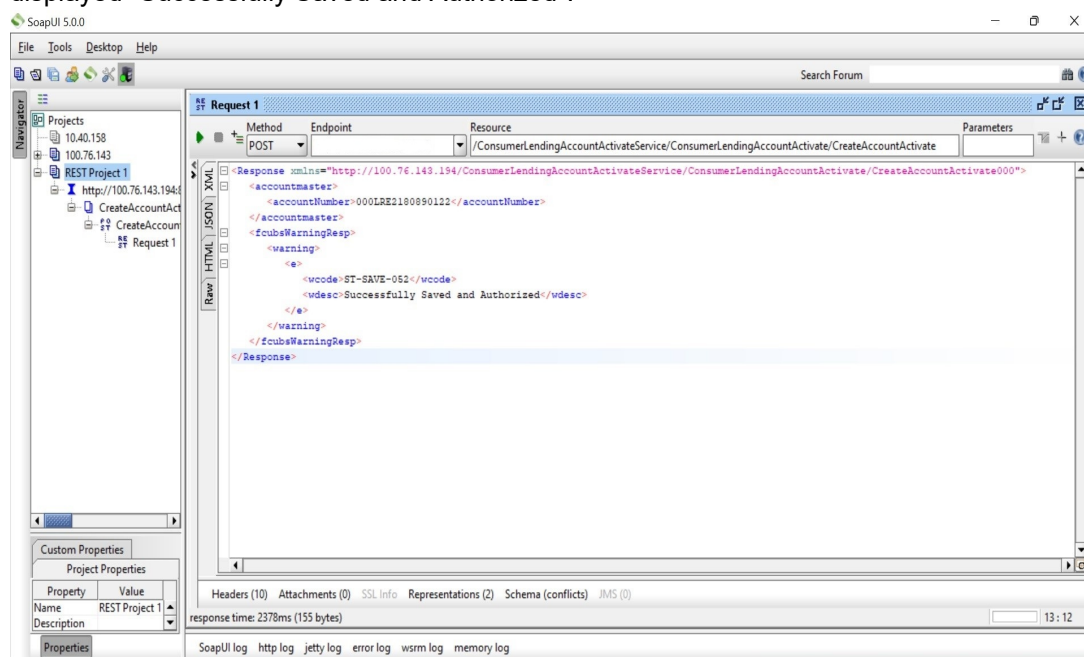 displayed "Successfully Saved and Authorized".
SoapUI 5.0.0
File Tools Desktop Help
Search Forum
Navigator
Projects
10.40.158
100.76.143
REST Project 1
http://100.76.143.194:8
CreateAccountAct
CreateAccoun
Request 1
Request 1
Method Endpoint Resource Parameters
POST /ConsumerLendingAccountActivateService/ConsumerLendingAccountActivate/CreateAccountActivate
XML
JSON
HTML
Raw
<Response xmlns="http://100.76.143.194/ConsumerLendingAccountActivateService/ConsumerLendingAccountActivate/CreateAccountActivate000">
<accountmaster>
<accountNumber>000LRE2180890122</accountNumber>
</accountmaster>
<fcubsWarningResp>
<warning>
<e>
<wcode>ST-SAVE-052</wcode>
<wdesc>Successfully Saved and Authorized</wdesc>
</e>
</warning>
</fcubsWarningResp>
</Response>
Custom Properties
Project Properties
Property Value
Name REST Project 1
Description
Properties
Headers (10) Attachments (0) SSL Info Representations (2) Schema (conflicts) JMS (0)
response time: 2378ms (155 bytes)
13 : 12
SoapUI log http log jetty log error log wsrm log memory log